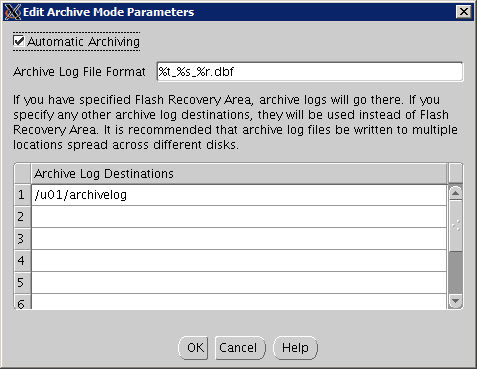 Edit Archive Mode Parameters
Automatic Archiving
Archive Log File Format %t_%s_%r.dbf
If you have specified Flash Recovery Area, archive logs will go there. If you
specify any other archive log destinations, they will be used instead of Flash
Recovery Area. It is recommended that archive log files be written to multiple
locations spread across different disks.
Archive Log Destinations
1 /u01/archivelog
2
3
4
5
6
OK Cancel Help